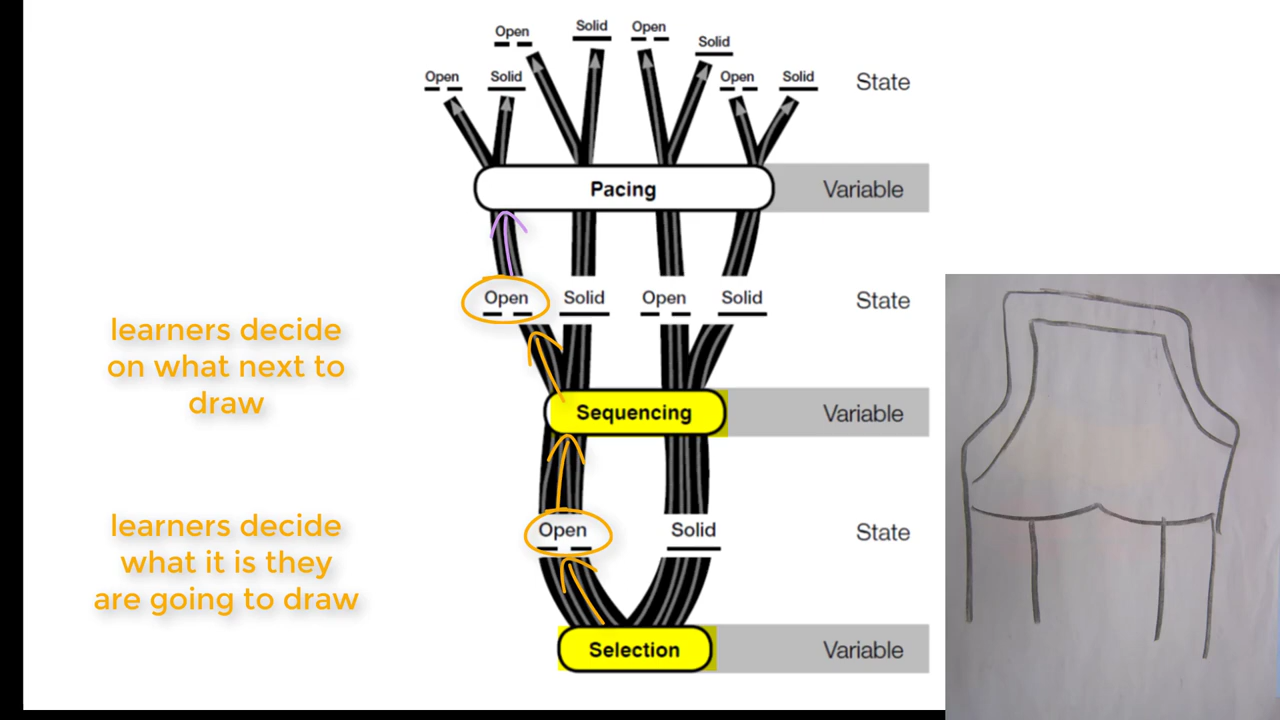 Open
Solid
Open
Solid
Open
Solid
Open
Solid
State
Pacing
Variable
Open
Solid
Open
Solid
State
learners decide
on what next to
draw
Sequencing
Variable
Open
Solid
State
learners decide
what it is they
are going to draw
Selection
Variable